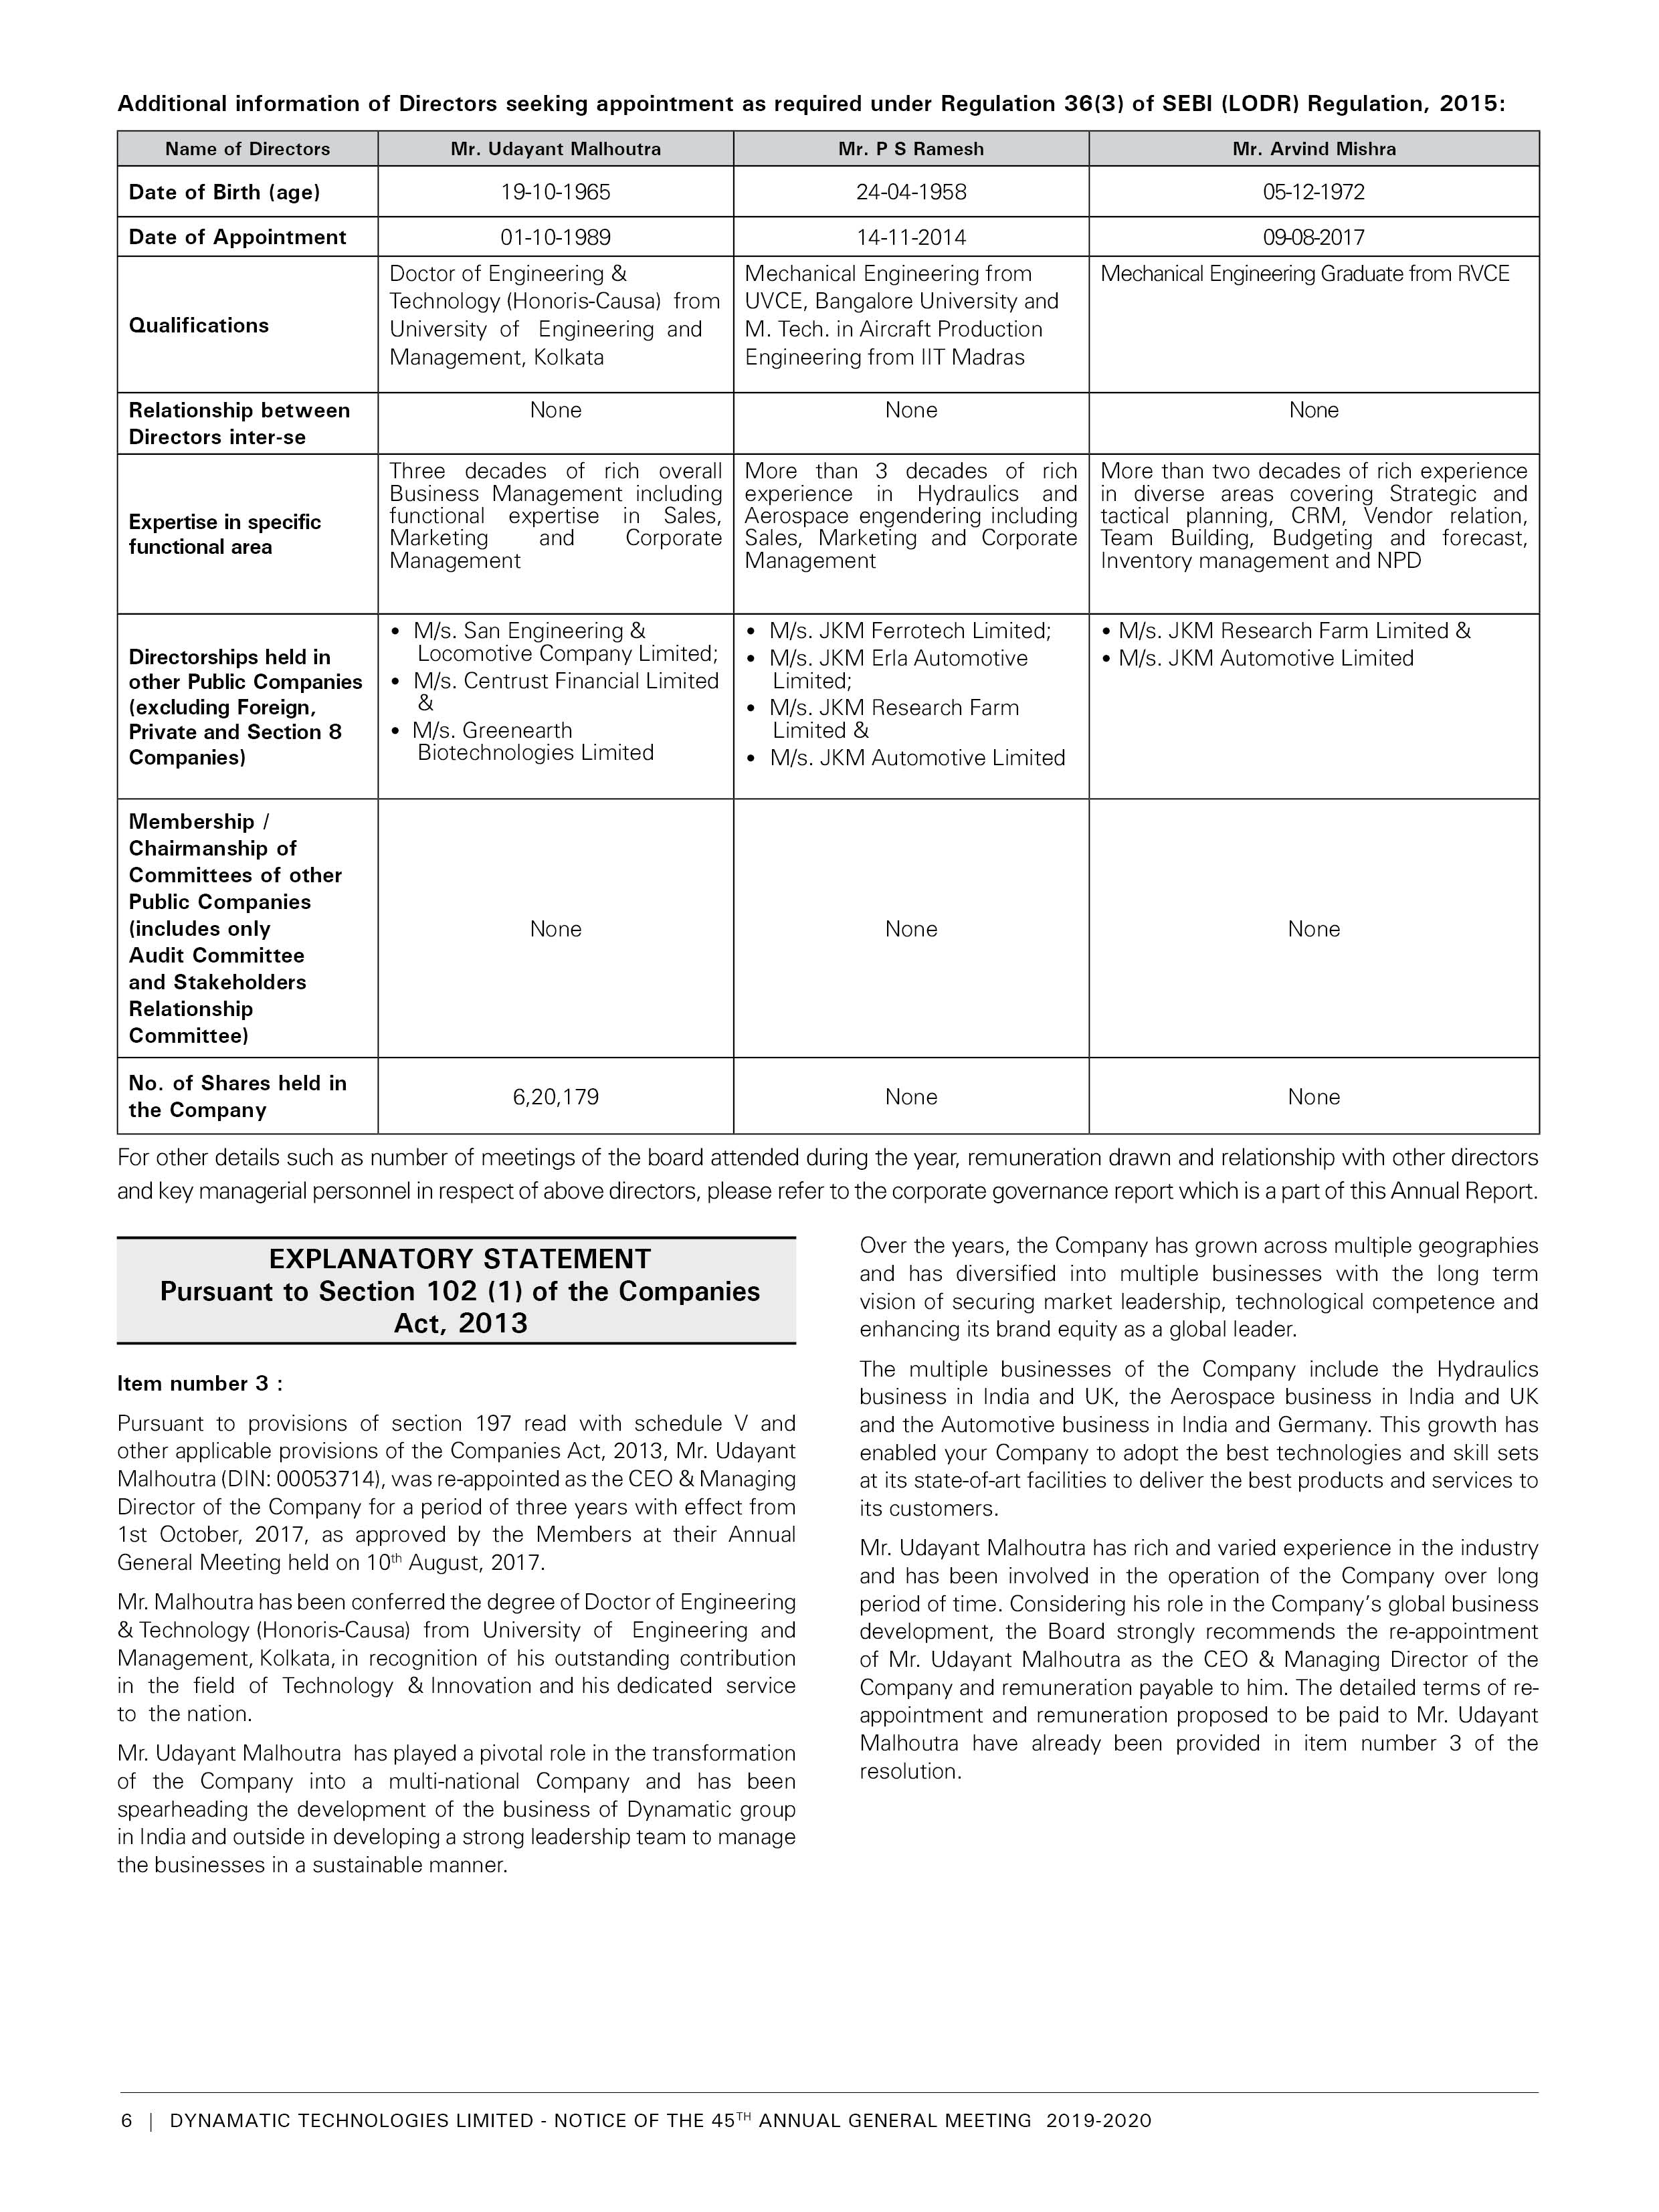 Additional information of Directors seeking appointment as required under Regulation 36(3) of SEBI (LODR) Regulation, 2015:
Name of Directors
Mr. Udayant Malhoutra
Mr. P S Ramesh
Mr. Arvind Mishra
Date of Birth (age)
19-10-1965
24-04-1958
05-12-1972
Date of Appointment
01-10-1989
14-11-2014
09-08-2017
Qualifications
Doctor of Engineering &
Technology (Honoris-Causa) from
University of Engineering and
Management, Kolkata
Mechanical Engineering from
UVCE, Bangalore University and
M. Tech. in Aircraft Production
Engineering from IIT Madras
Mechanical Engineering Graduate from RVCE
Relationship between
Directors inter-se
None
None
None
Expertise in specific
functional area
Three decades of rich overall
Business Management including
functional expertise in Sales,
Marketing and Corporate
Management
More than 3 decades of rich
experience in Hydraulics and
Aerospace engendering including
Sales, Marketing and Corporate
Management
More than two decades of rich experience
in diverse areas covering Strategic and
tactical planning, CRM, Vendor relation,
Team Building, Budgeting and forecast,
Inventory management and NPD
Directorships held in
other Public Companies
(excluding Foreign,
Private and Section 8
Companies)
• M/s. San Engineering &
Locomotive Company Limited;
• M/s. Centrust Financial Limited
&
• M/s. Greenearth
Biotechnologies Limited
• M/s. JKM Ferrotech Limited;
• M/s. JKM Erla Automotive
Limited;
• M/s. JKM Research Farm
Limited &
• M/s. JKM Automotive Limited
• M/s. JKM Research Farm Limited &
• M/s. JKM Automotive Limited
Membership /
Chairmanship of
Committees of other
Public Companies
(includes only
Audit Committee
and Stakeholders
Relationship
Committee)
None
None
None
No. of Shares held in
the Company
6,20,179
None
None
For other details such as number of meetings of the board attended during the year, remuneration drawn and relationship with other directors
and key managerial personnel in respect of above directors, please refer to the corporate governance report which is a part of this Annual Report.
EXPLANATORY STATEMENT
Pursuant to Section 102 (1) of the Companies
Act, 2013
Item number 3 :
Pursuant to provisions of section 197 read with schedule V and
other applicable provisions of the Companies Act, 2013, Mr. Udayant
Malhoutra (DIN: 00053714), was re-appointed as the CEO & Managing
Director of the Company for a period of three years with effect from
1st October, 2017, as approved by the Members at their Annual
General Meeting held on 10th August, 2017.
Mr. Malhoutra has been conferred the degree of Doctor of Engineering
& Technology (Honoris-Causa) from University of Engineering and
Management, Kolkata, in recognition of his outstanding contribution
in the field of Technology & Innovation and his dedicated service
to the nation.
Mr. Udayant Malhoutra has played a pivotal role in the transformation
of the Company into a multi-national Company and has been
spearheading the development of the business of Dynamatic group
in India and outside in developing a strong leadership team to manage
the businesses in a sustainable manner.
Over the years, the Company has grown across multiple geographies
and has diversified into multiple businesses with the long term
vision of securing market leadership, technological competence and
enhancing its brand equity as a global leader.
The multiple businesses of the Company include the Hydraulics
business in India and UK, the Aerospace business in India and UK
and the Automotive business in India and Germany. This growth has
enabled your Company to adopt the best technologies and skill sets
at its state-of-art facilities to deliver the best products and services to
its customers.
Mr. Udayant Malhoutra has rich and varied experience in the industry
and has been involved in the operation of the Company over long
period of time. Considering his role in the Company's global business
development, the Board strongly recommends the re-appointment
of Mr. Udayant Malhoutra as the CEO & Managing Director of the
Company and remuneration payable to him. The detailed terms of re-
appointment and remuneration proposed to be paid to Mr. Udayant
Malhoutra have already been provided in item number 3 of the
resolution.
6 | DYNAMATIC TECHNOLOGIES LIMITED - NOTICE OF THE 45TH ANNUAL GENERAL MEETING 2019-2020